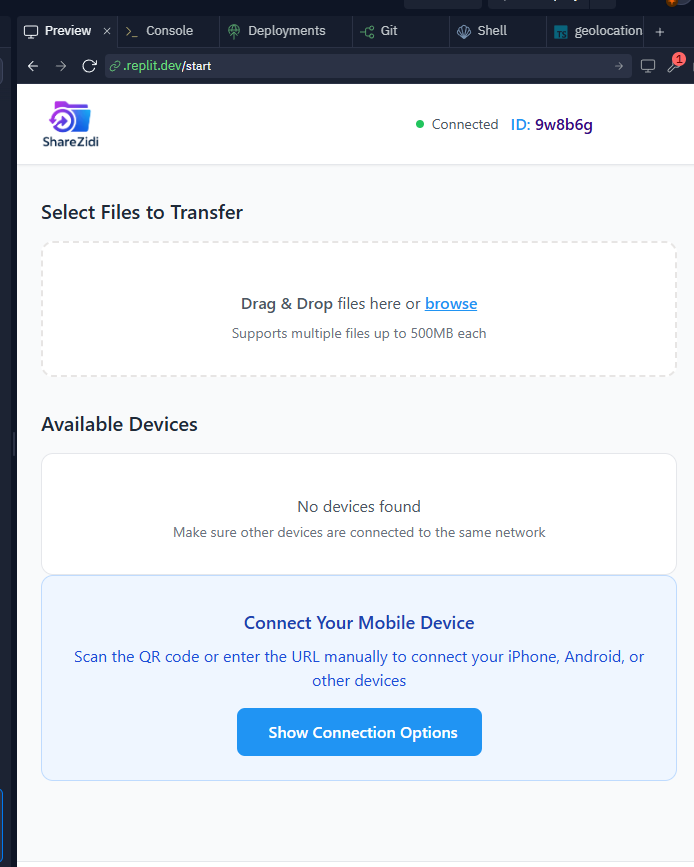 Preview
Console
Deployments
Git
Shell
TS geolocation
.replit.dev/start
1
ShareZidi
Connected ID: 9w8b6g
Select Files to Transfer
Drag & Drop files here or browse
Supports multiple files up to 500MB each
Available Devices
No devices found
Make sure other devices are connected to the same network
Connect Your Mobile Device
Scan the QR code or enter the URL manually to connect your iPhone, Android, or
other devices
Show Connection Options